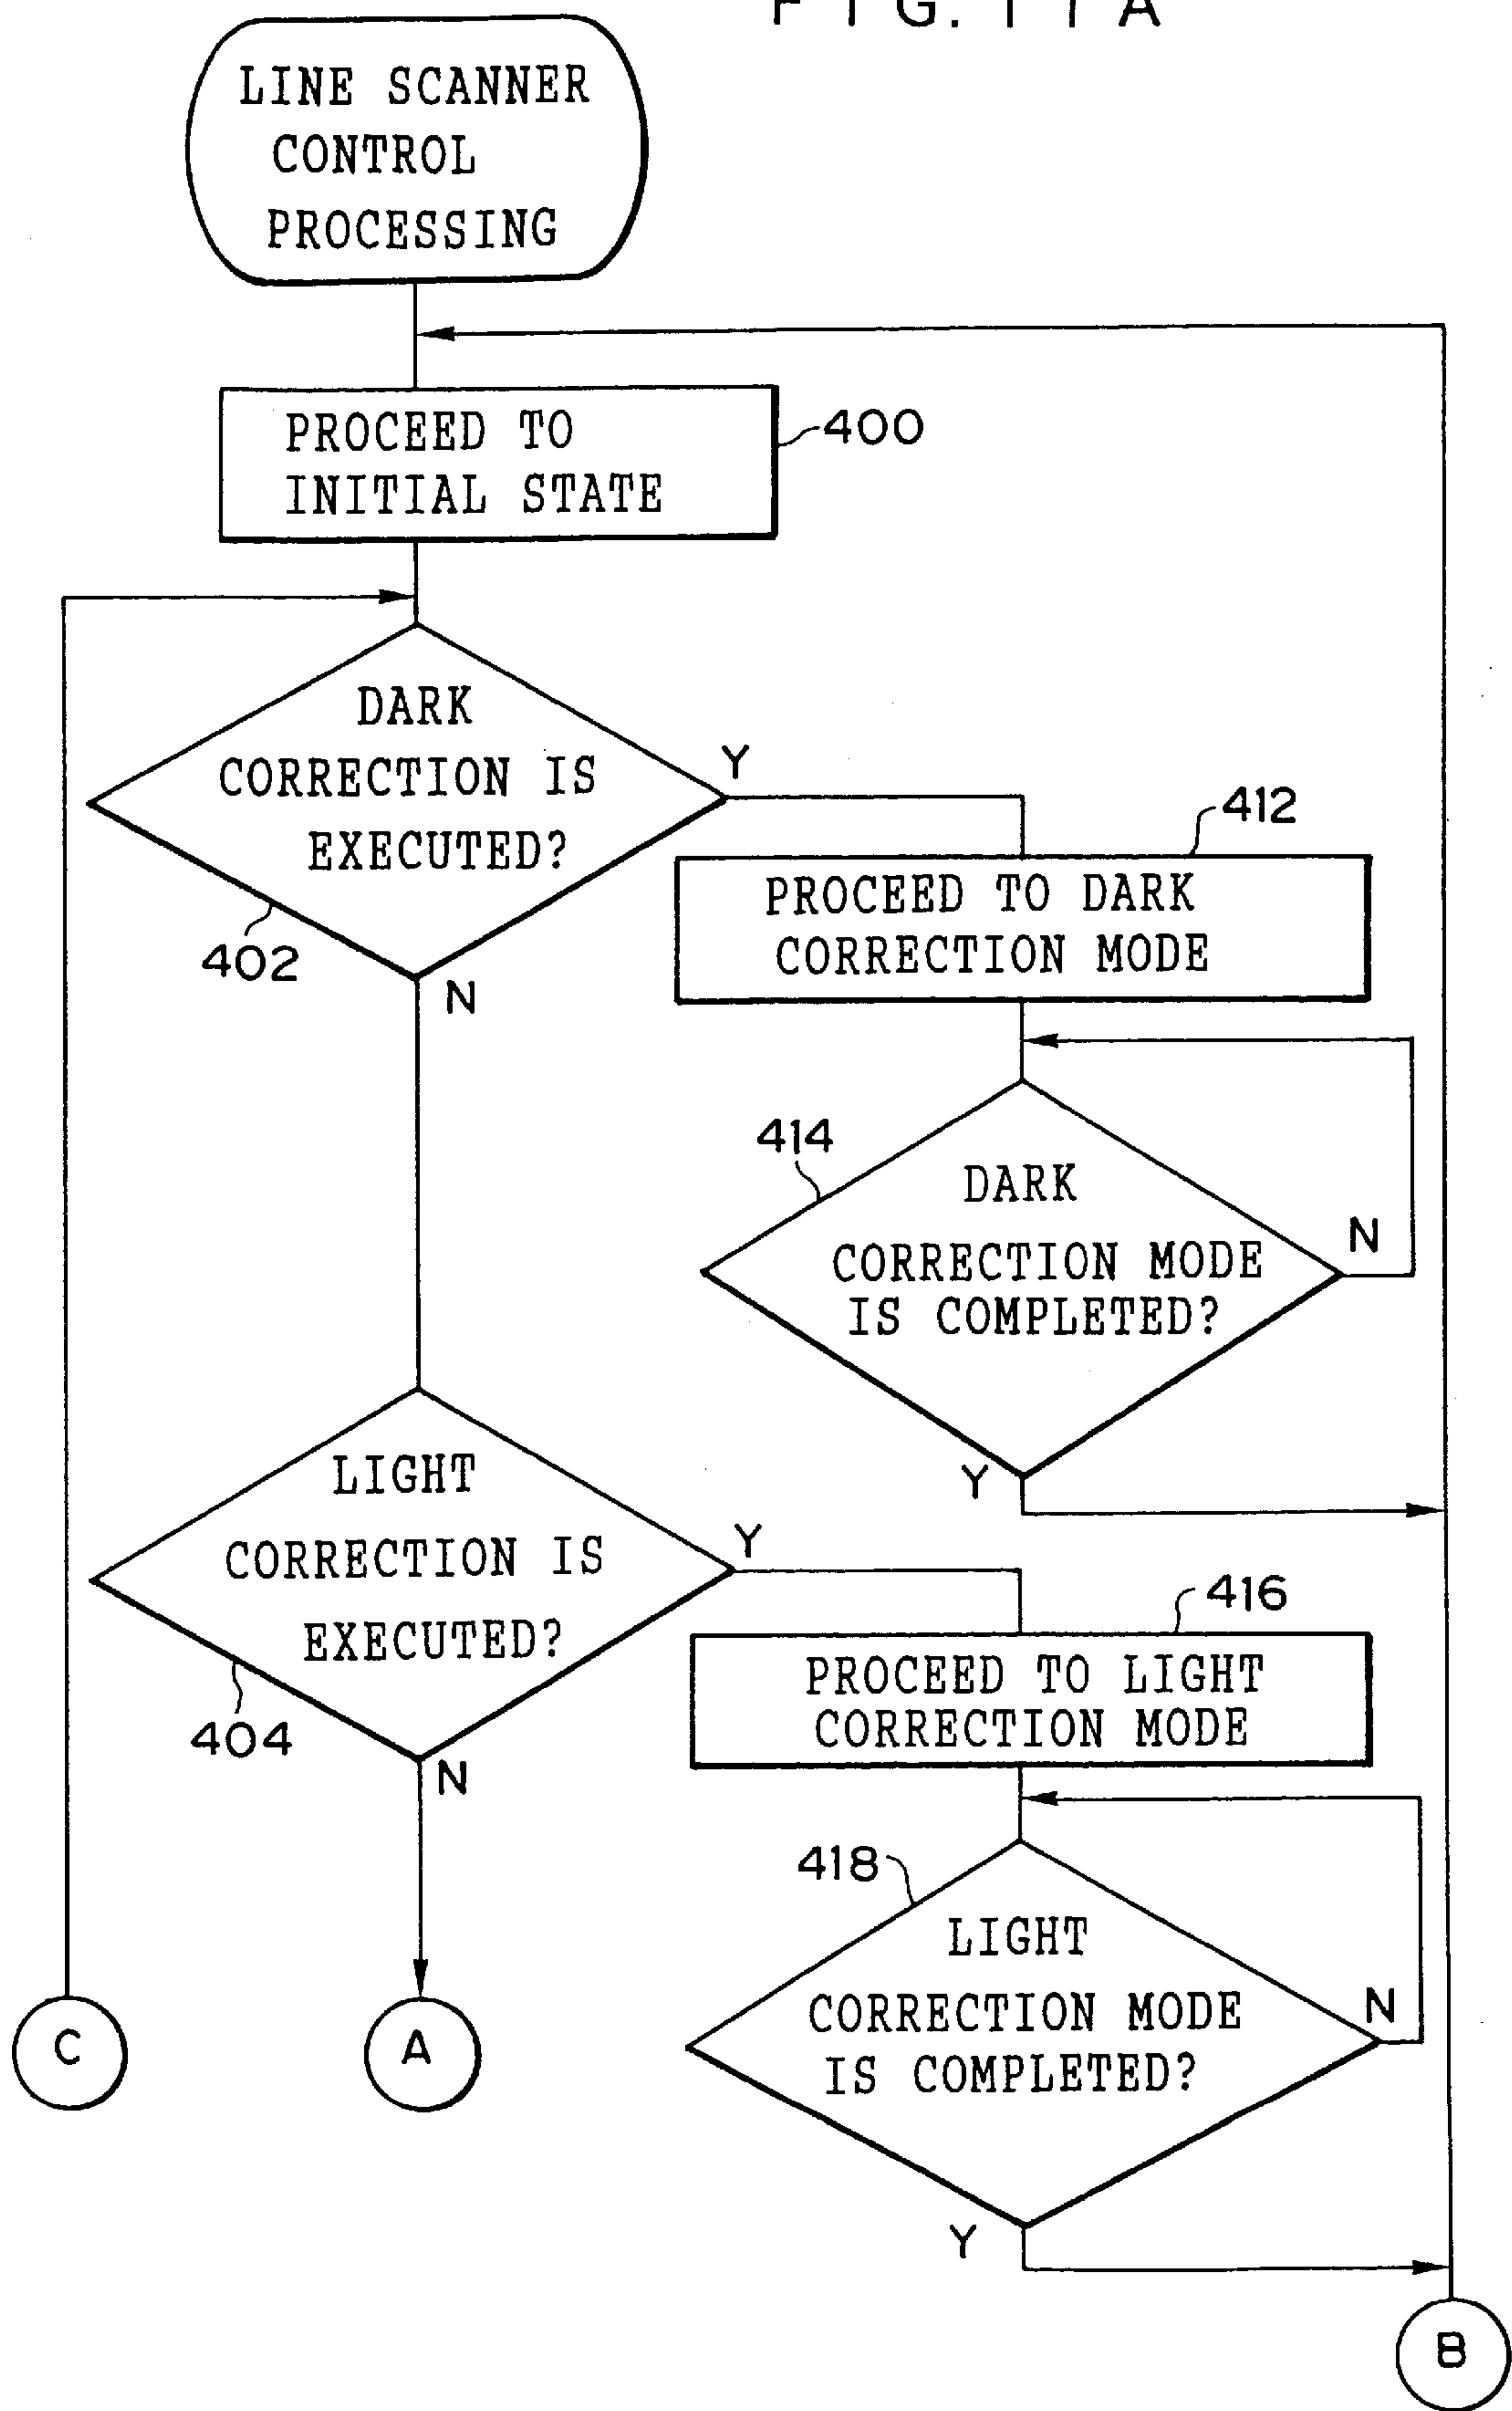 FIG. 11A
LINE SCANNER
CONTROL
PROCESSING
PROCEED TO
INITIAL STATE
400
DARK
CORRECTION IS
EXECUTED?
Y
402
N
412
PROCEED TO DARK
CORRECTION MODE
414
DARK
CORRECTION MODE
IS COMPLETED?
N
Y
LIGHT
CORRECTION IS
EXECUTED?
Y
404
N
416
PROCEED TO LIGHT
CORRECTION MODE
418
LIGHT
CORRECTION MODE
IS COMPLETED?
N
Y
C
A
B